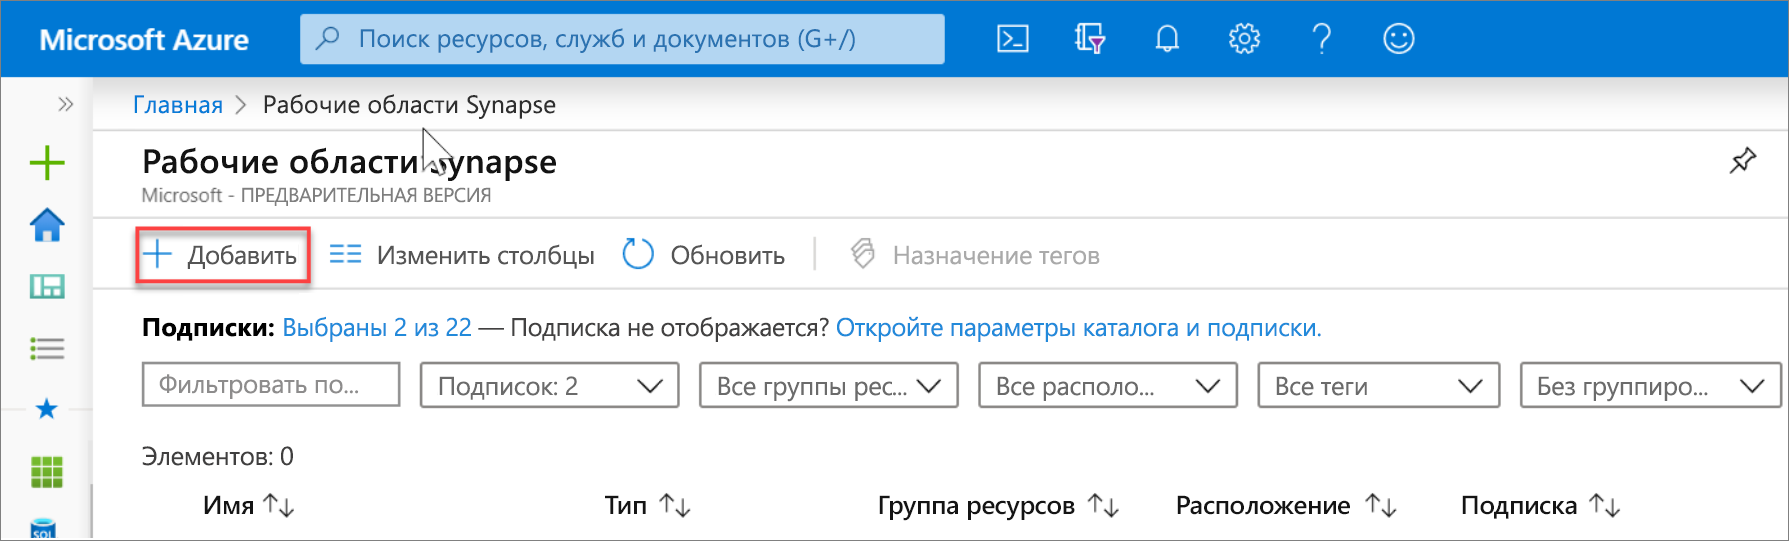 Microsoft Azure
Поиск ресурсов, служб и документов (G+/)
Главная > Рабочие области Synapse
Рабочие области Synapse
Microsoft - ПРЕДВАРИТЕЛЬНАЯ ВЕРСИЯ
Добавить Изменить столбцы Обновить Назначение тегов
Подписки: Выбраны 2 из 22 — Подписка не отображается? Откройте параметры каталога и подписки.
Фильтровать по... Подписок: 2 Все группы рес... Все располо... Все теги Без группиро...
Элементов: 0
Имя Тип Группа ресурсов Расположение Подписка
SQL